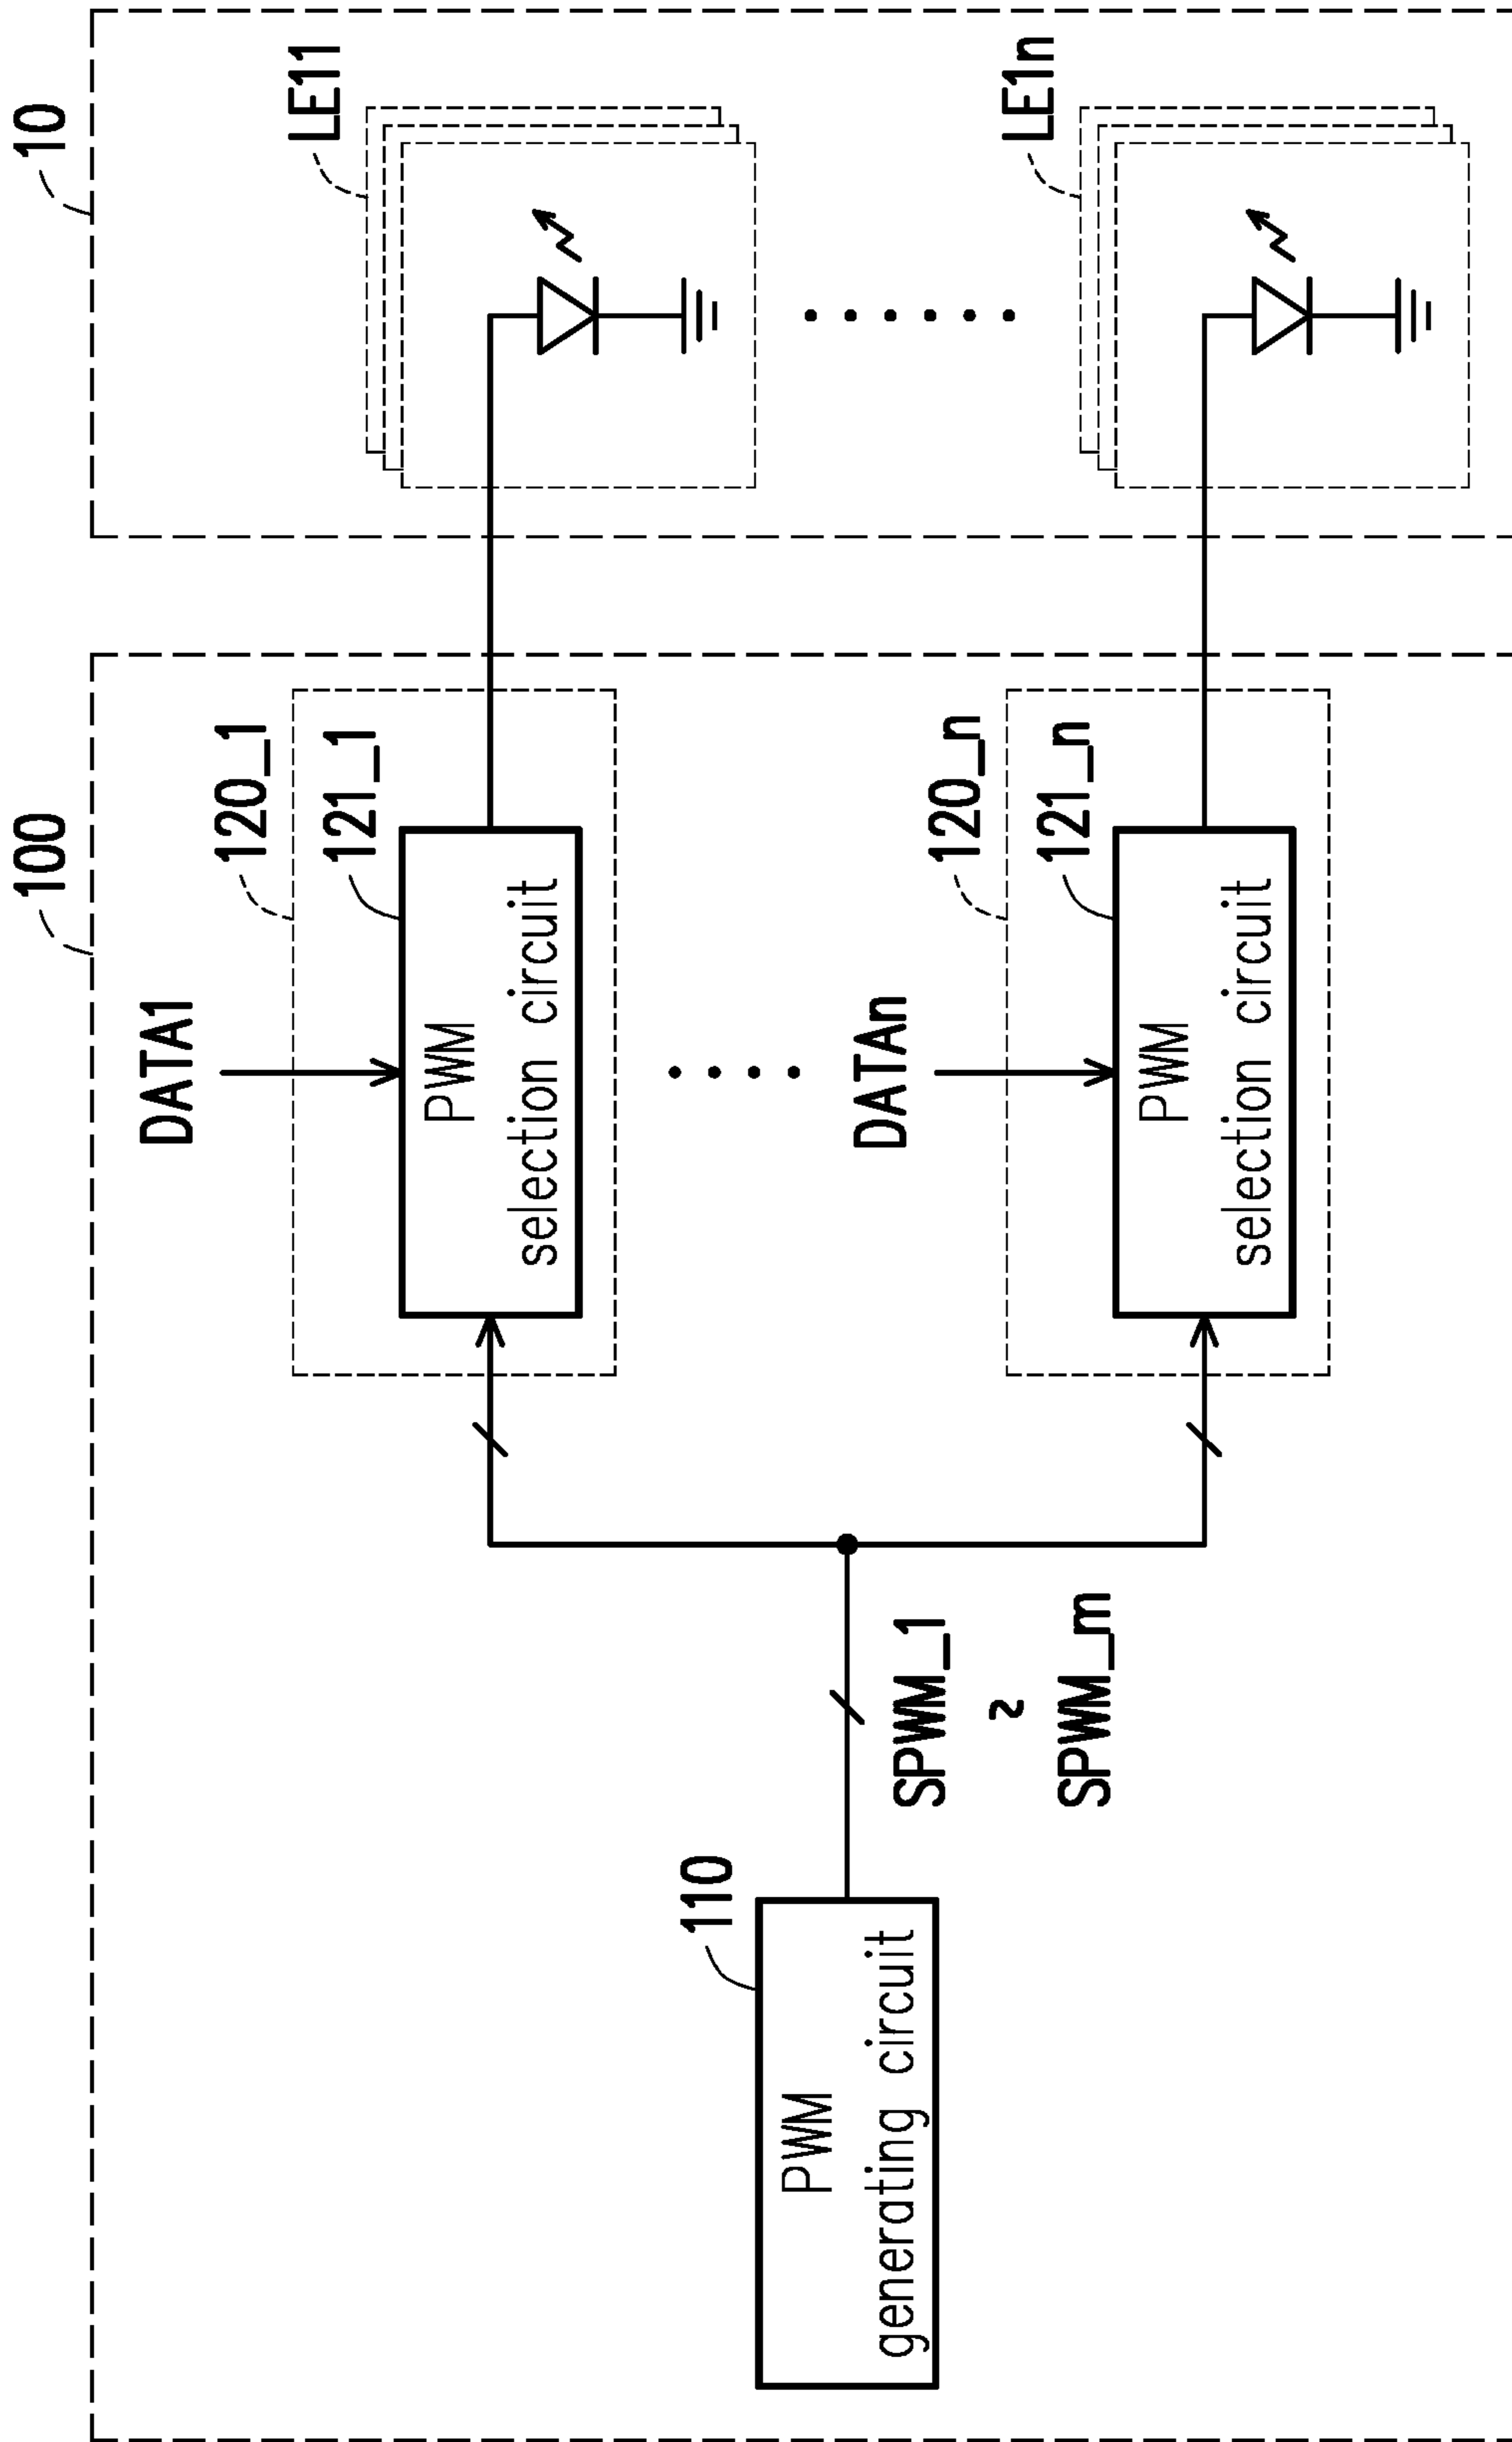 100
10
DATA1
120_1
121_1
LE11
PWM
selection circuit
110
PWM
generating circuit
SPWM_1
~
SPWM_m
DATAn
120_n
121_n
LE1n
PWM
selection circuit